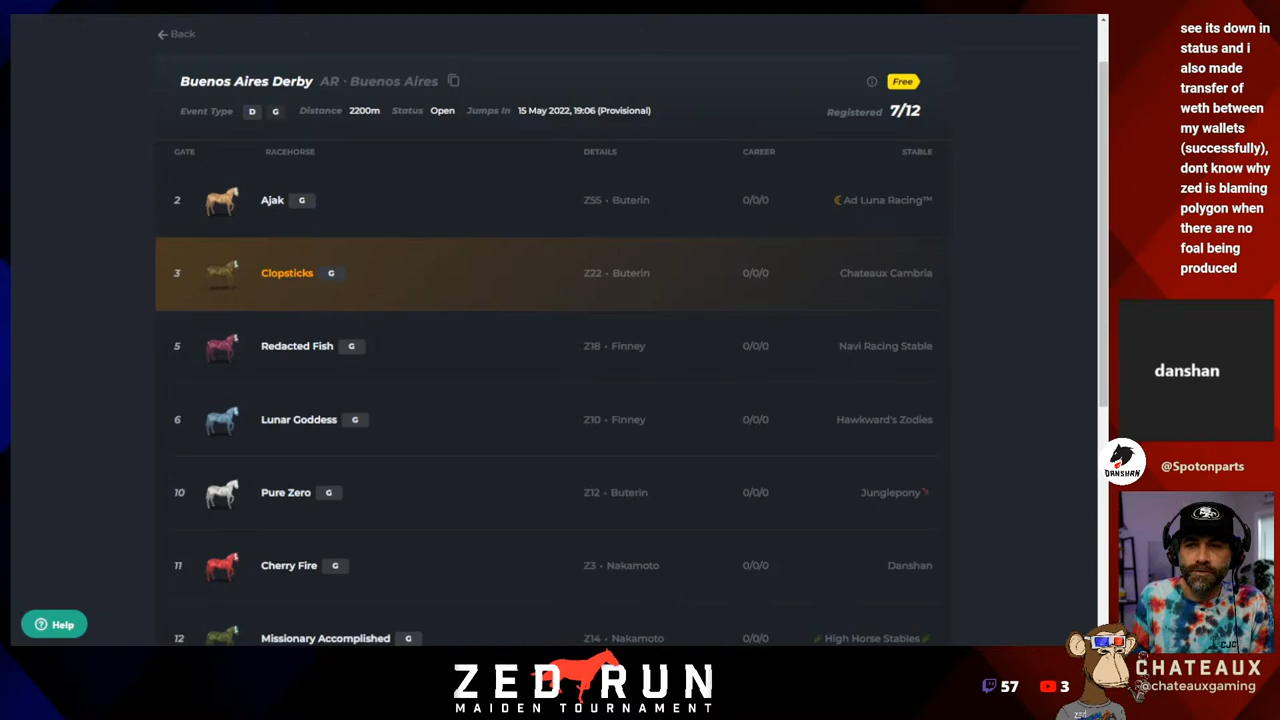 Back
Buenos Aires Derby AR · Buenos Aires Free
Event Type D G Distance 2200m Status Open Jumps In 15 May 2022, 19:06 (Provisional) Registered 7/12
GATE RACEHORSE DETAILS CAREER STABLE
2 Ajak G Z55 • Buterin 0/0/0 Ad Luna Racing™
3 Clopsticks G Z22 • Buterin 0/0/0 Chateaux Cambria
5 Redacted Fish G Z18 • Finney 0/0/0 Navi Racing Stable
6 Lunar Goddess G Z10 • Finney 0/0/0 Hawkward's Zodies
10 Pure Zero G Z12 • Buterin 0/0/0 Junglepony
11 Cherry Fire G Z3 • Nakamoto 0/0/0 Danshan
12 Missionary Accomplished G Z14 • Nakamoto 0/0/0 High Horse Stables
Help
see its down in
status and i
also made
transfer of
weth between
my wallets
(successfully),
dont know why
zed is blaming
polygon when
there are no
foal being
produced
danshan
DANSHAN
@Spotonparts
CJC
ZED RUN
MAIDEN TOURNAMENT
57 3
CHATEAUX
@chateauxgaming
ZED